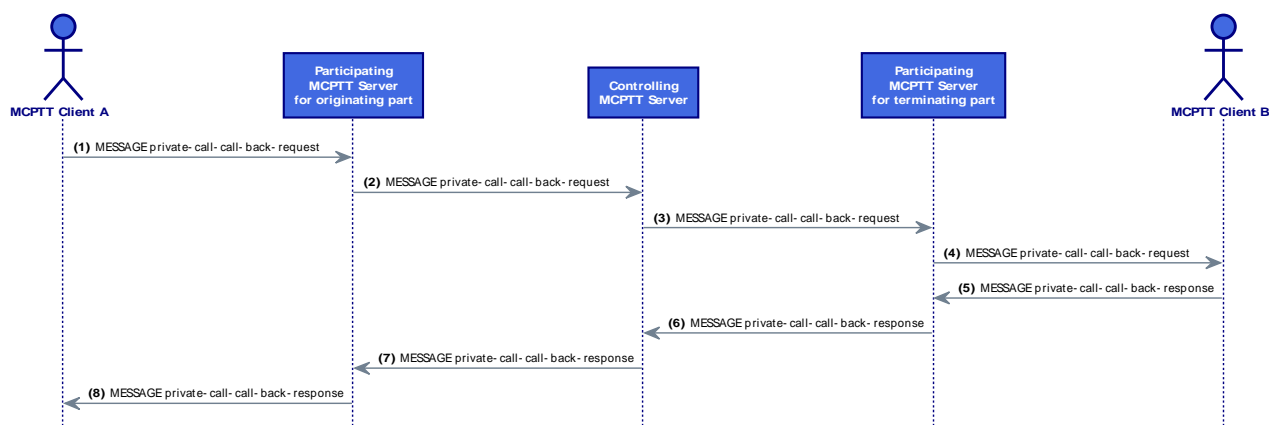 Participating
MCPTT Server
for originating part
Controlling
MCPTT Server
Participating
MCPTT Server
for terminating part
MCPTT Client A
MCPTT Client B
(1) MESSAGE private- call- call- back- request
(2) MESSAGE private- call- call- back- request
(3) MESSAGE private- call- call- back- request
(4) MESSAGE private- call- call- back- request
(5) MESSAGE private- call- call- back- response
(6) MESSAGE private- call- call- back- response
(7) MESSAGE private- call- call- back- response
(8) MESSAGE private- call- call- back- response